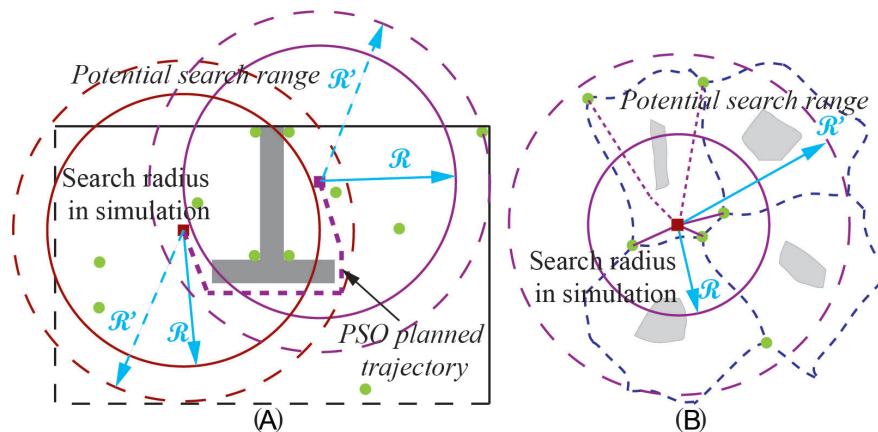 Potential search range
ℛ'
ℛ
Search radius
in simulation
ℛ'
ℛ
PSO planned
trajectory
(A)
Potential search range
ℛ'
Search radius
in simulation
ℛ
(B)